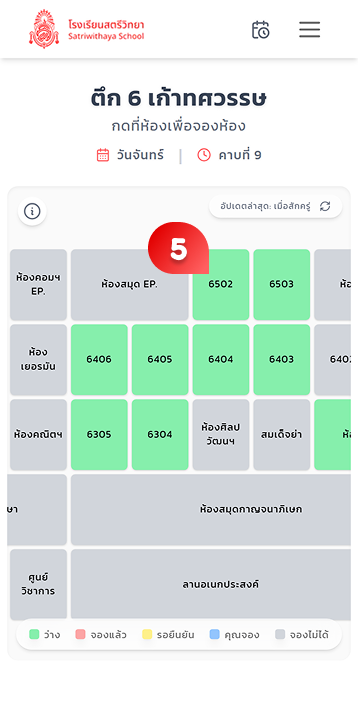 โรงเรียนสตรีวิทยา
Satriwithaya School
ตึก 6 เก้าทศวรรษ
กดที่ห้องเพื่อจองห้อง
วันจันทร์ | คาบที่ 9
อัปเดตล่าสุด: เมื่อสักครู่
5
ห้องคอมฯ
EP.
ห้องสมุด EP.
6502
6503
ห้อง
เยอรมัน
6406
6405
6404
6403
ห้องคณิตฯ
6305
6304
ห้องศิลป
วัฒนฯ
สมเด็จย่า
ห้องสมุดกาญจนาภิเษก
ศูนย์
วิชาการ
ลานอเนกประสงค์
ว่าง
จองแล้ว
รอยืนยัน
คุณจอง
จองไม่ได้